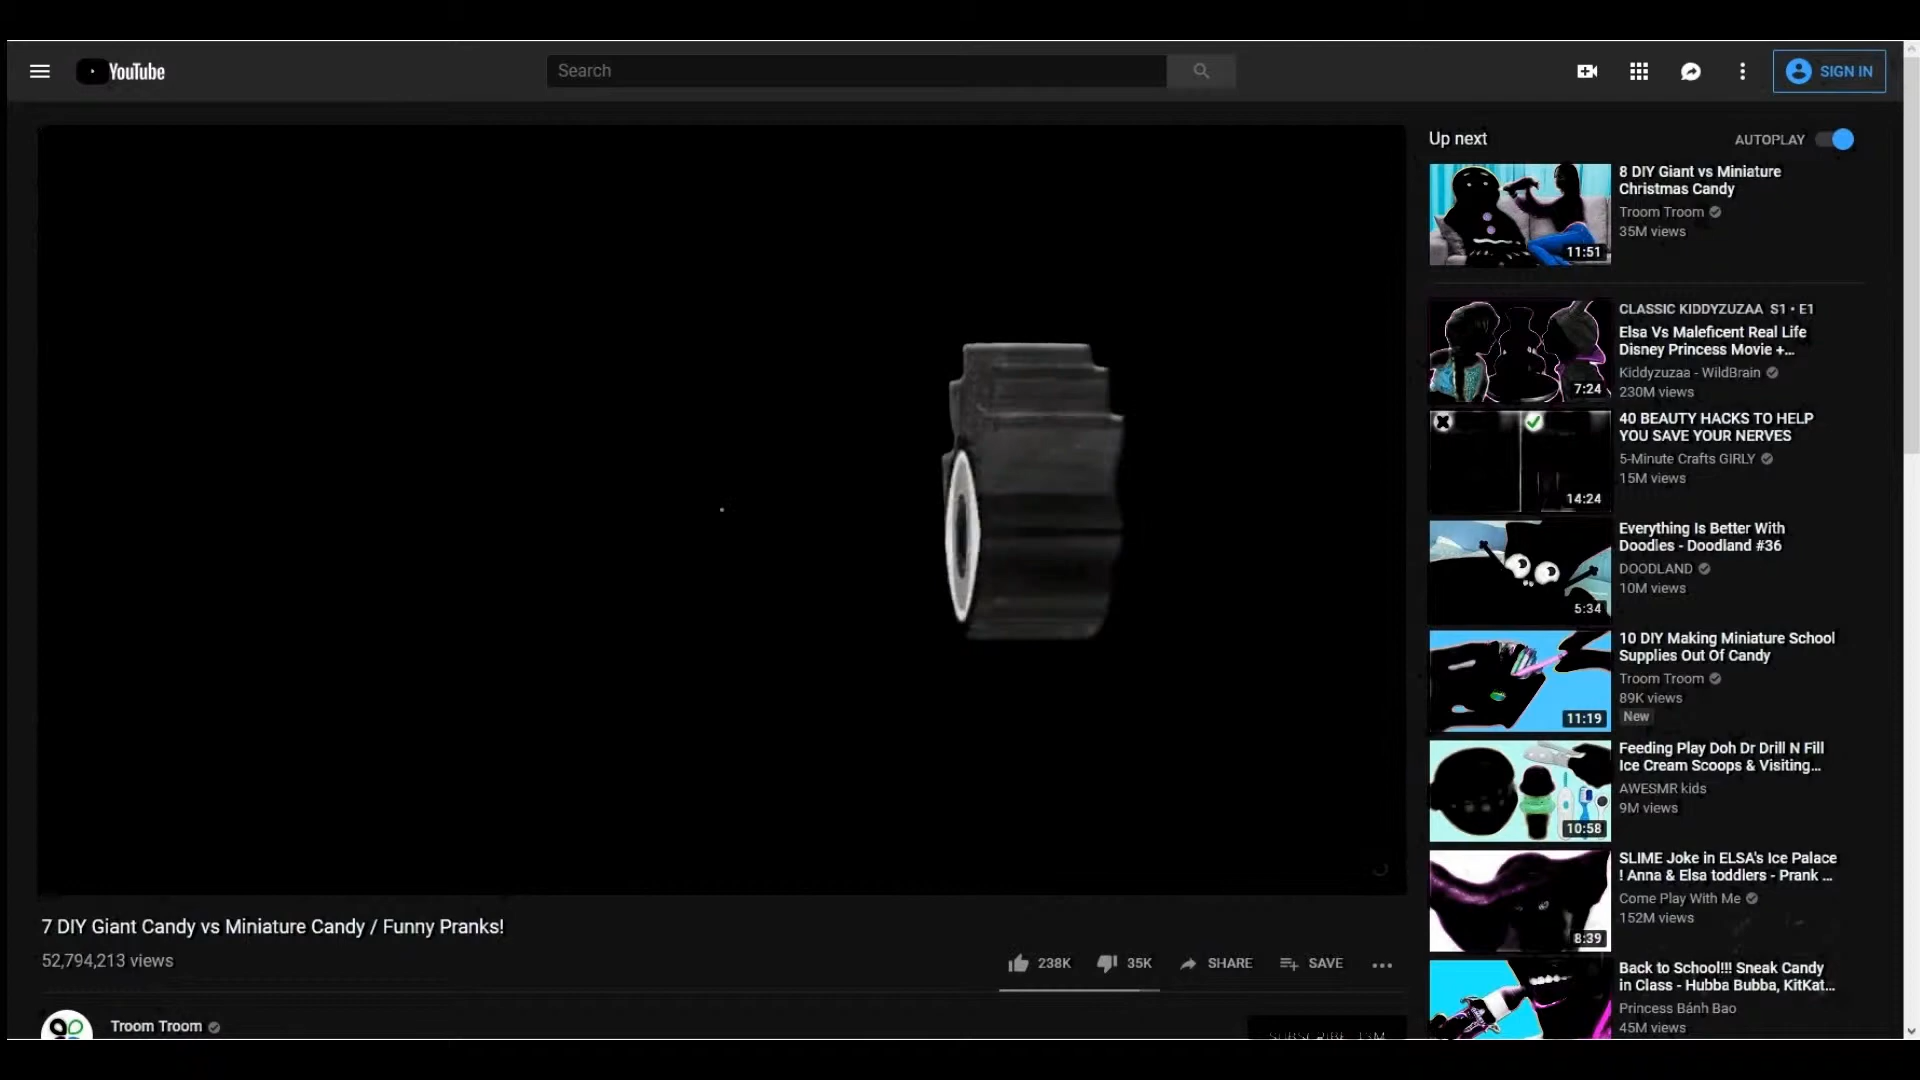 YouTube
Search
SIGN IN
Up next
AUTOPLAY
8 DIY Giant vs Miniature
Christmas Candy
Troom Troom
35M views
11:51
CLASSIC KIDDYZUZAA S1 • E1
Elsa Vs Maleficent Real Life
Disney Princess Movie +...
Kiddyzuzaa - WildBrain
230M views
7:24
40 BEAUTY HACKS TO HELP
YOU SAVE YOUR NERVES
5-Minute Crafts GIRLY
15M views
14:24
Everything Is Better With
Doodles - Doodland #36
DOODLAND
10M views
5:34
10 DIY Making Miniature School
Supplies Out Of Candy
Troom Troom
89K views
New
11:19
Feeding Play Doh Dr Drill N Fill
Ice Cream Scoops & Visiting...
AWESMR kids
9M views
10:58
SLIME Joke in ELSA's Ice Palace
! Anna & Elsa toddlers - Prank ...
Come Play With Me
152M views
8:39
Back to School!!! Sneak Candy
in Class - Hubba Bubba, KitKat...
Princess Bánh Bao
45M views
7 DIY Giant Candy vs Miniature Candy / Funny Pranks!
52,794,213 views
238K
35K
SHARE
SAVE
Troom Troom
SUBSCRIBE 13M